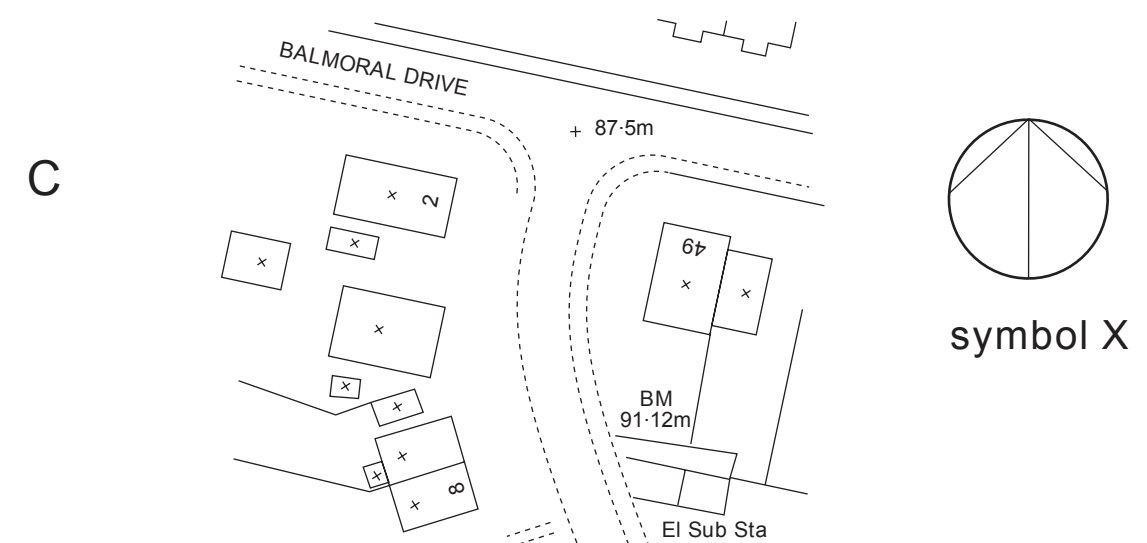 BALMORAL DRIVE
+ 87·5m
C
2
49
symbol X
BM
91·12m
8
El Sub Sta